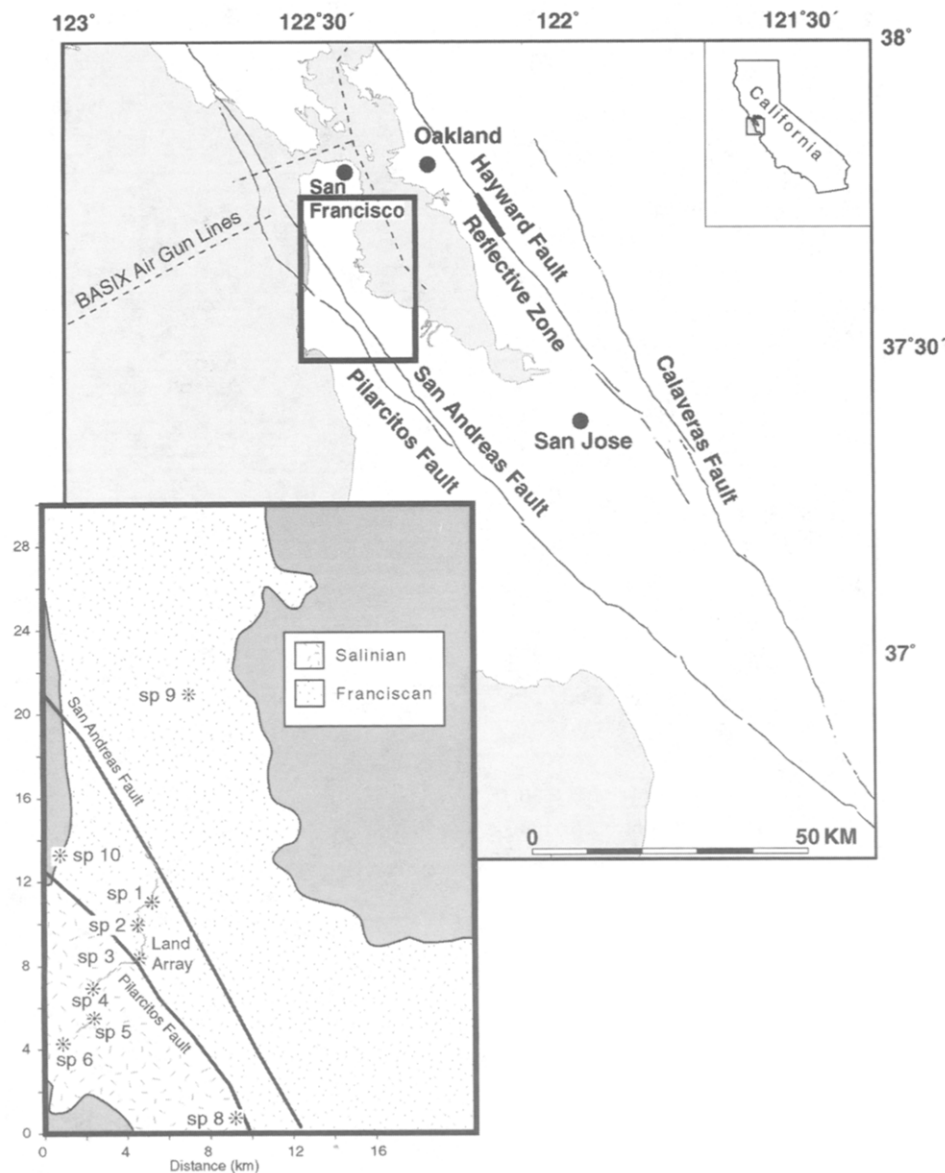 123°
122°30´
122°
121°30´
38°
37°30´
37°
California
Oakland
San
Francisco
Hayward Fault
Reflective Zone
BASIX Air Gun Lines
Calaveras Fault
San Andreas Fault
Pilarcitos Fault
San Jose
0
50 KM
28
24
20
16
12
8
4
0
Salinian
Franciscan
sp 9
San Andreas Fault
sp 10
sp 1
sp 2
sp 3
Land
Array
sp 4
Pilarcitos Fault
sp 5
sp 6
sp 8
0
4
8
12
16
Distance (km)